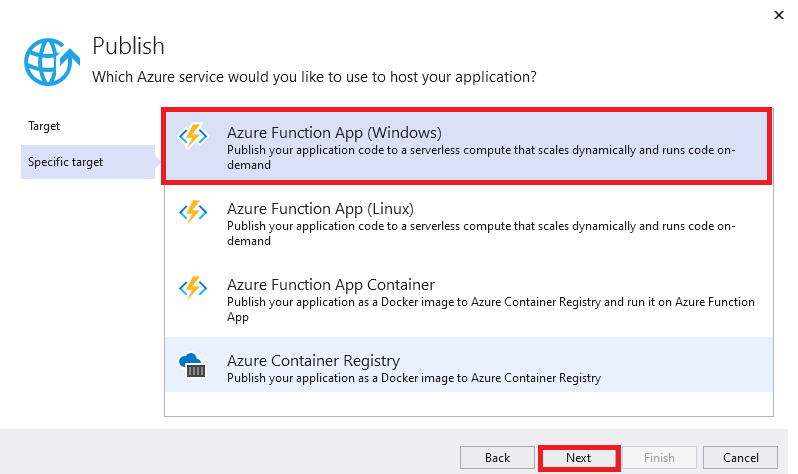 Publish
Which Azure service would you like to use to host your application?
Target
Specific target
Azure Function App (Windows)
Publish your application code to a serverless compute that scales dynamically and runs code on-
demand
Azure Function App (Linux)
Publish your application code to a serverless compute that scales dynamically and runs code on-
demand
Azure Function App Container
Publish your application as a Docker image to Azure Container Registry and run it on Azure Function
App
Azure Container Registry
Publish your application as a Docker image to Azure Container Registry
Back
Next
Finish
Cancel